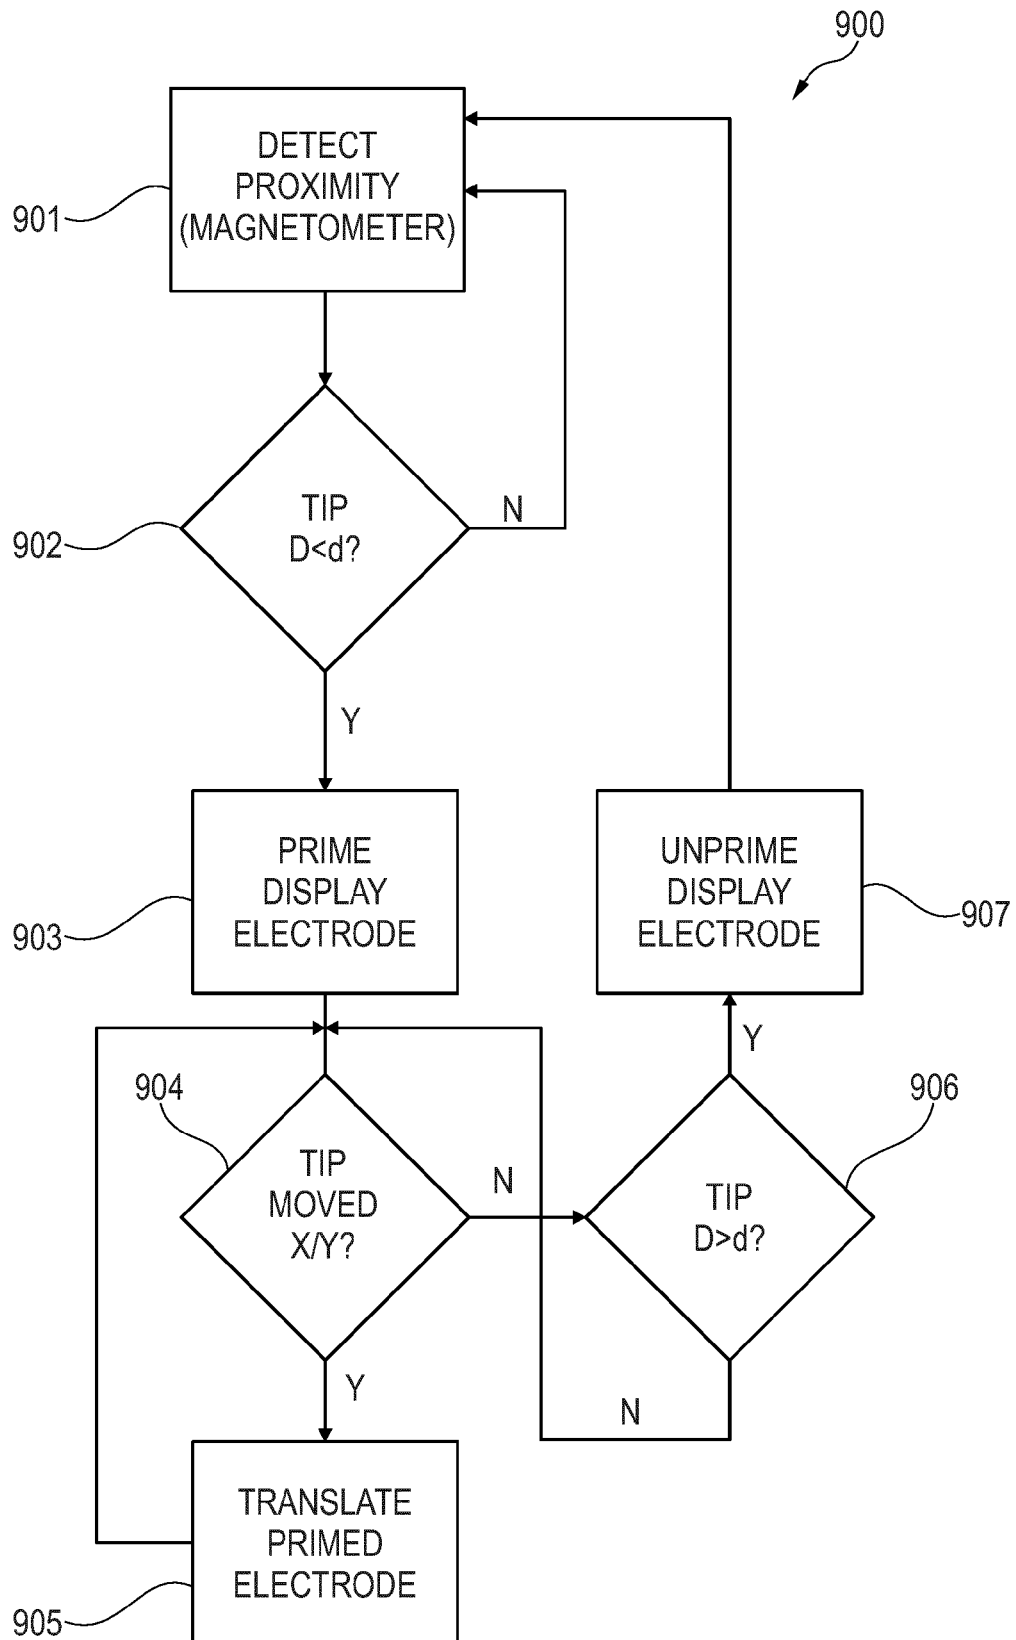 900
DETECT
PROXIMITY
(MAGNETOMETER)
901
TIP
D<d?
902
N
Y
PRIME
DISPLAY
ELECTRODE
903
UNPRIME
DISPLAY
ELECTRODE
907
904
TIP
MOVED
X/Y?
N
Y
906
TIP
D>d?
Y
N
TRANSLATE
PRIMED
ELECTRODE
905